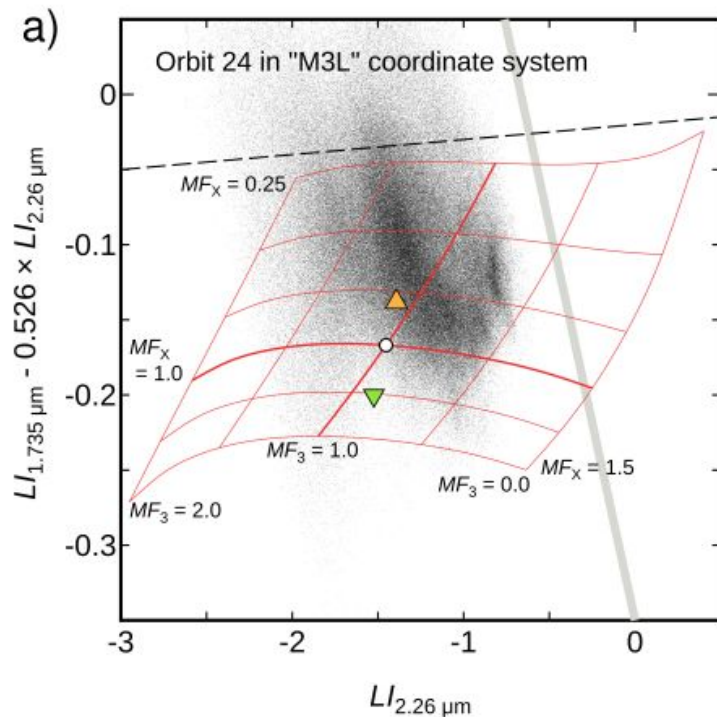 a)
Orbit 24 in "M3L" coordinate system
0
-0.1
-0.2
-0.3
LI1.735 μm - 0.526 × LI2.26 μm
MFX = 0.25
MFX
= 1.0
MF3 = 1.0
MFX = 1.5
MF3 = 0.0
MF3 = 2.0
-3
-2
-1
0
LI2.26 μm